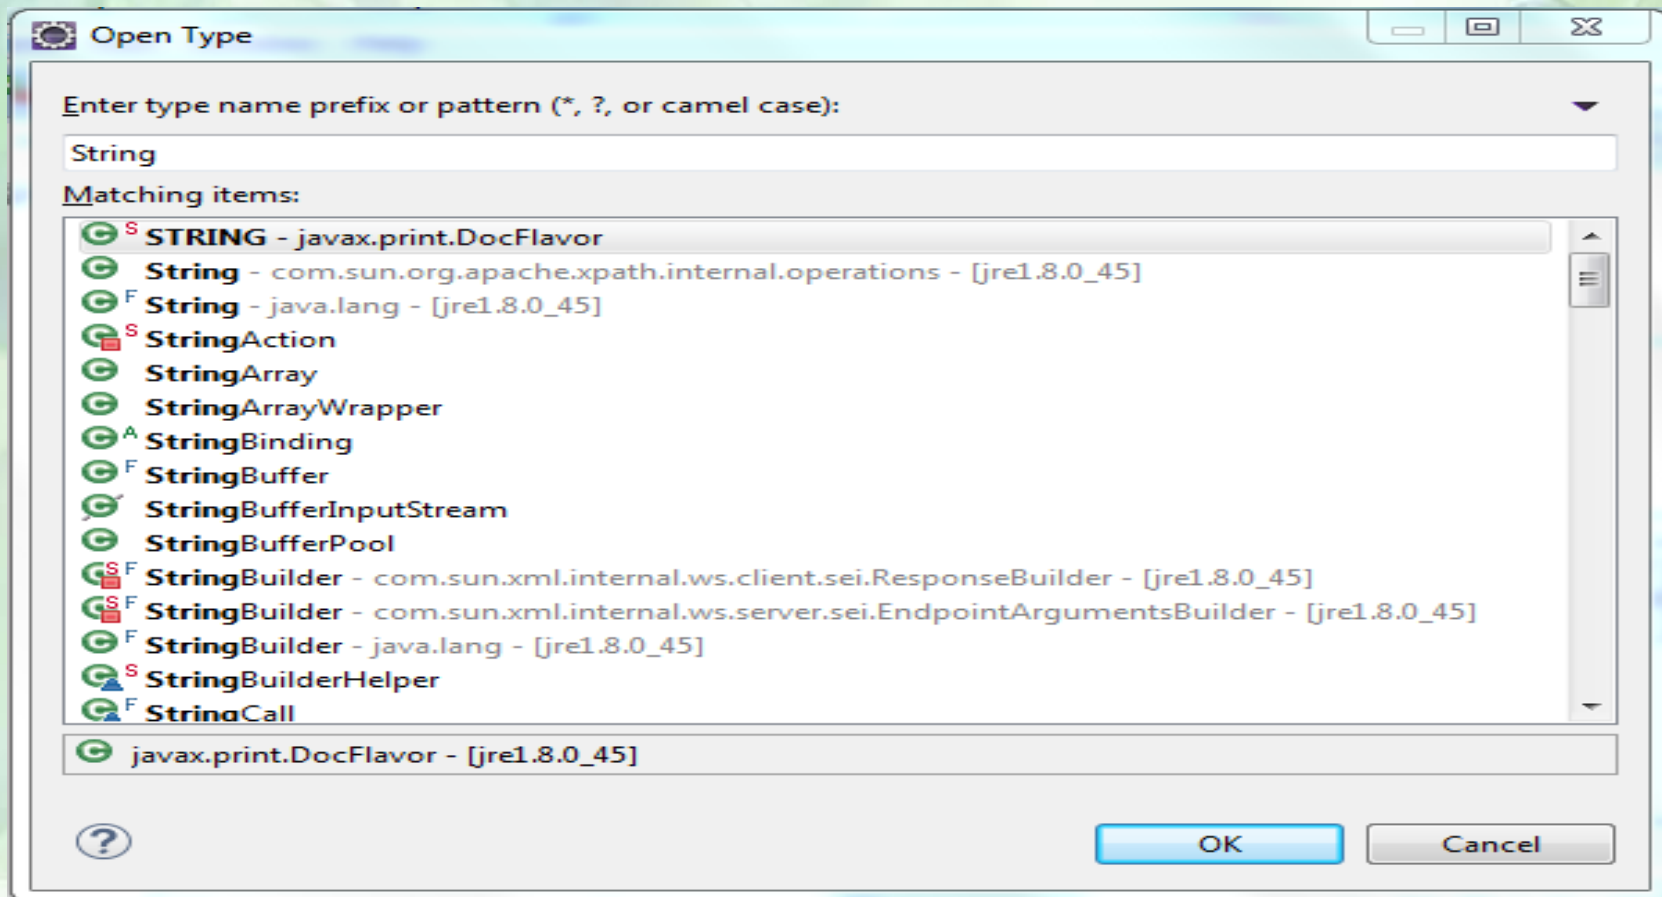 Open Type
Enter type name prefix or pattern (*, ?, or camel case):
String
Matching items:
S STRING - javax.print.DocFlavor
String - com.sun.org.apache.xpath.internal.operations - [jre1.8.0_45]
F String - java.lang - [jre1.8.0_45]
S StringAction
StringArray
StringArrayWrapper
A StringBinding
F StringBuffer
StringBufferInputStream
StringBufferPool
S F StringBuilder - com.sun.xml.internal.ws.client.sei.ResponseBuilder - [jre1.8.0_45]
S F StringBuilder - com.sun.xml.internal.ws.server.sei.EndpointArgumentsBuilder - [jre1.8.0_45]
F StringBuilder - java.lang - [jre1.8.0_45]
S StringBuilderHelper
F StringCall
javax.print.DocFlavor - [jre1.8.0_45]
? OK Cancel